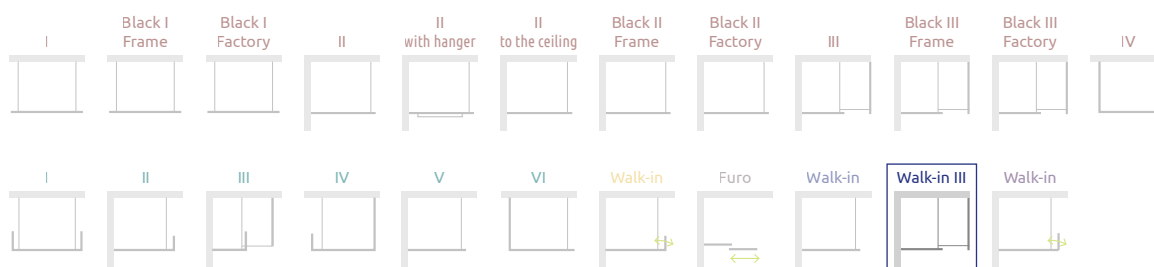 I
Black I
Frame
Black I
Factory
II
II
with hanger
II
to the ceiling
Black II
Frame
Black II
Factory
III
Black III
Frame
Black III
Factory
IV
I
II
III
IV
V
VI
Walk-in
Furo
Walk-in
Walk-in III
Walk-in